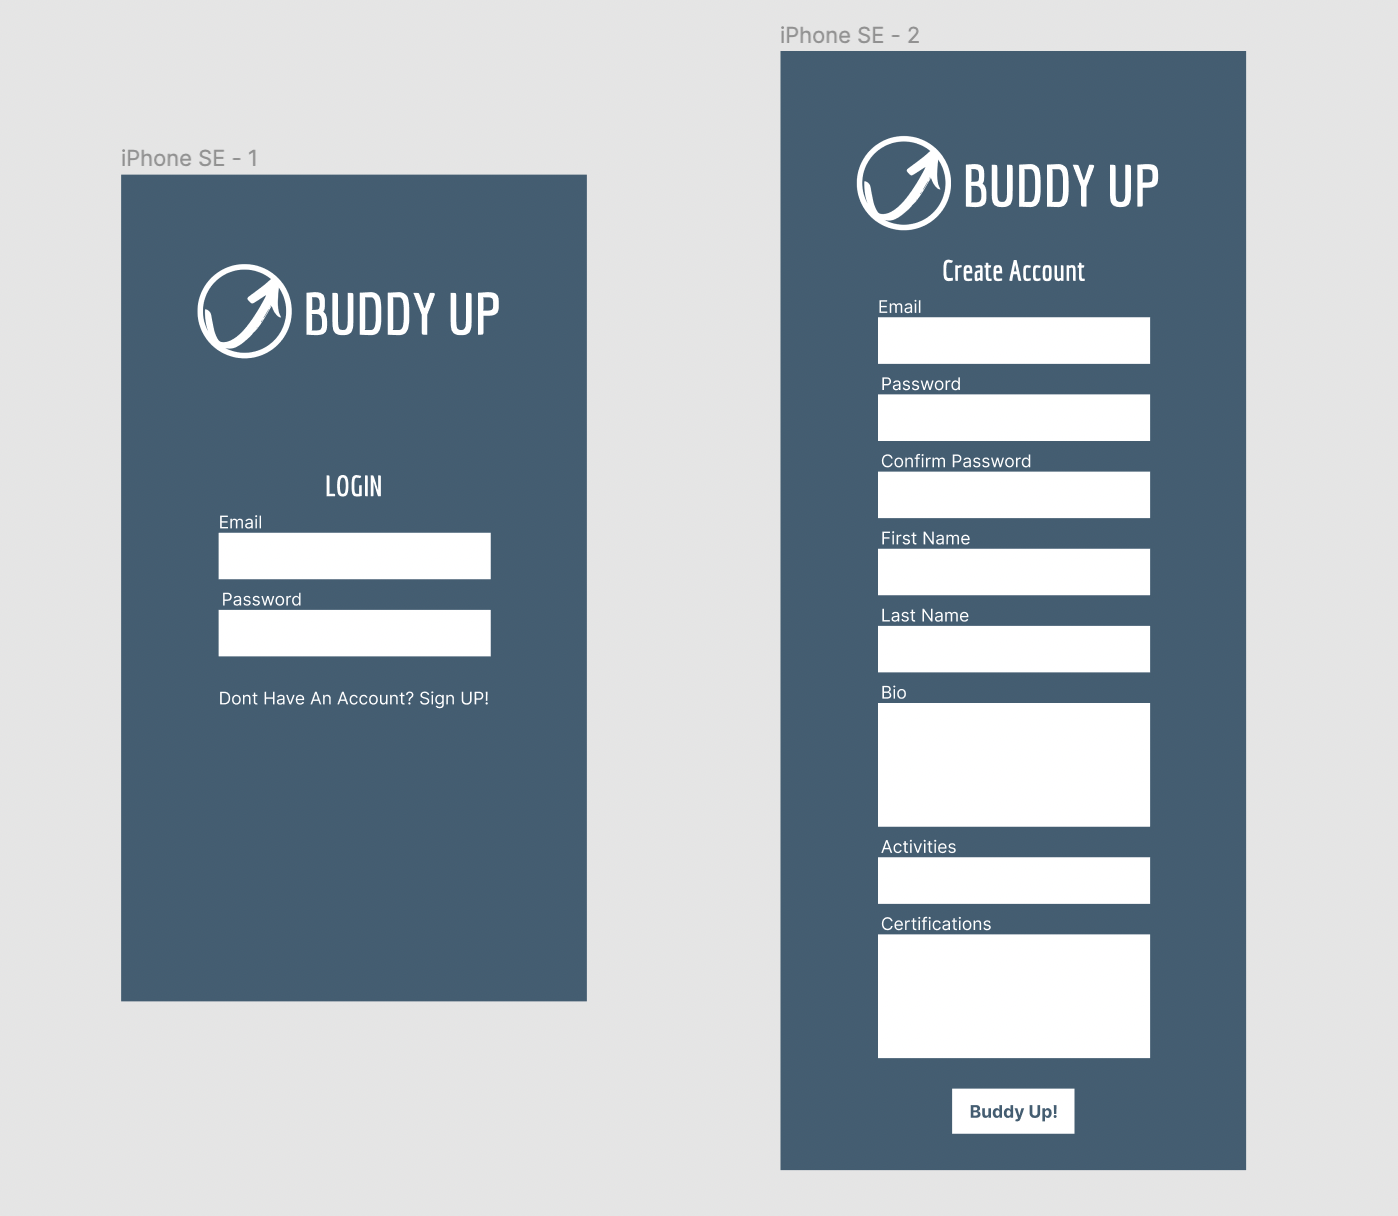 iPhone SE - 1
BUDDY UP
LOGIN
Email
Password
Dont Have An Account? Sign UP!
iPhone SE - 2
BUDDY UP
Create Account
Email
Password
Confirm Password
First Name
Last Name
Bio
Activities
Certifications
Buddy Up!